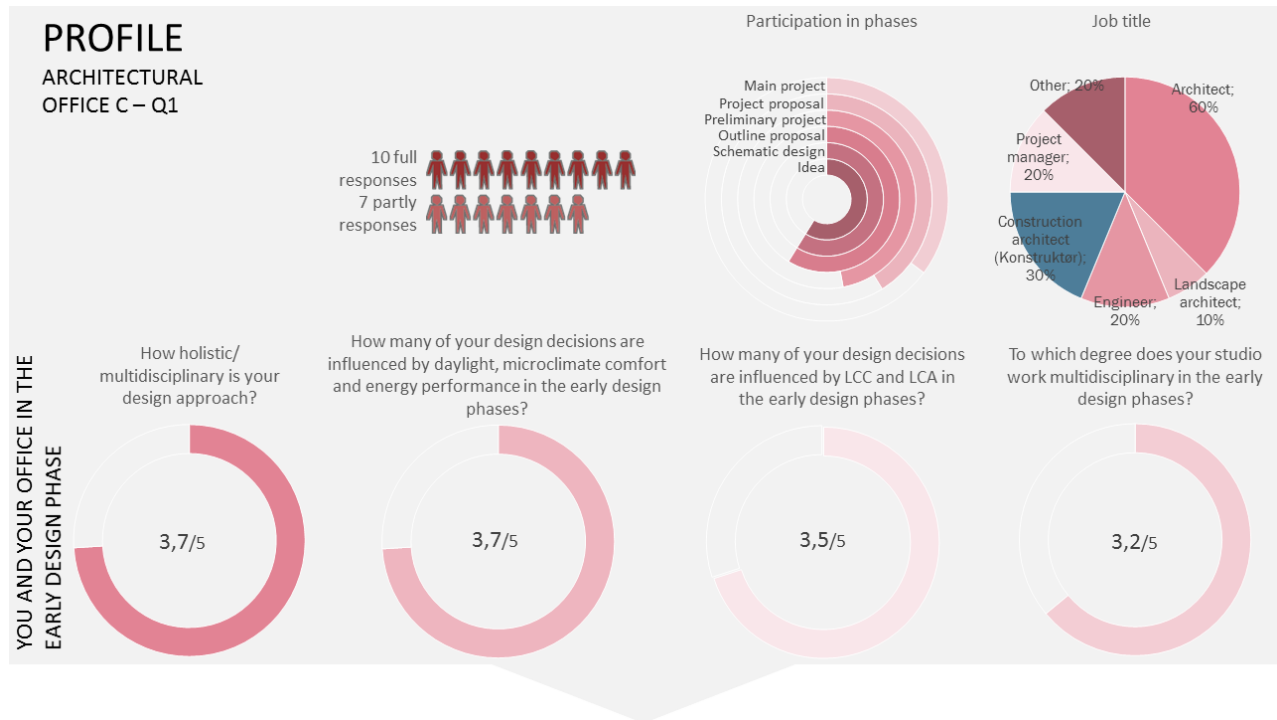 PROFILE
ARCHITECTURAL
OFFICE C – Q1
10 full
responses
7 partly
responses
Participation in phases
Main project
Project proposal
Preliminary project
Outline proposal
Schematic design
Idea
Job title
Other; 20%
Architect;
60%
Project
manager;
20%
Construction
architect
(Konstruktør);
30%
Engineer;
20%
Landscape
architect;
10%
YOU AND YOUR OFFICE IN THE
EARLY DESIGN PHASE
How holistic/
multidisciplinary is your
design approach?
3,7/5
How many of your design decisions are
influenced by daylight, microclimate comfort
and energy performance in the early design
phases?
3,7/5
How many of your design decisions
are influenced by LCC and LCA in
the early design phases?
3,5/5
To which degree does your studio
work multidisciplinary in the early
design phases?
3,2/5